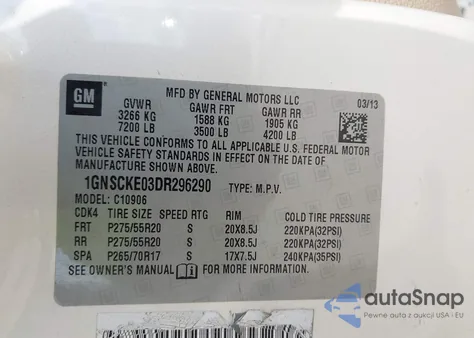 GM
MFD BY GENERAL MOTORS LLC
03/13
GVWR GAWR FRT GAWR RR
3266 KG 1588 KG 1905 KG
7200 LB 3500 LB 4200 LB
THIS VEHICLE CONFORMS TO ALL APPLICABLE U.S. FEDERAL MOTOR
VEHICLE SAFETY STANDARDS IN EFFECT ON THE DATE OF
MANUFACTURE SHOWN ABOVE.
1GNSCKE03DR296290 TYPE: M.P.V.
MODEL: C10906
CDK4 TIRE SIZE SPEED RTG RIM COLD TIRE PRESSURE
FRT P275/55R20 S 20X8.5J 220KPA(32PSI)
RR P275/55R20 S 20X8.5J 220KPA(32PSI)
SPA P265/70R17 S 17X7.5J 240KPA(35PSI)
SEE OWNER'S MANUAL FOR MORE INFORMATION.
autoSnap
Pewne auta z aukcji USA i EU